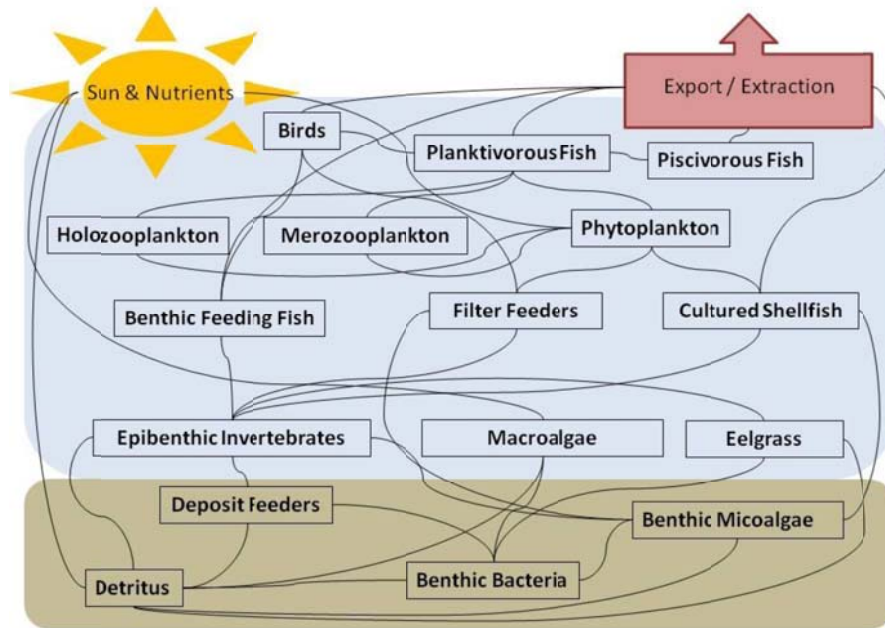 Sun & Nutrients
Export / Extraction
Birds
Planktivorous Fish
Piscivorous Fish
Holozooplankton
Merozooplankton
Phytoplankton
Benthic Feeding Fish
Filter Feeders
Cultured Shellfish
Epibenthic Invertebrates
Macroalgae
Eelgrass
Deposit Feeders
Benthic Micoalgae
Detritus
Benthic Bacteria